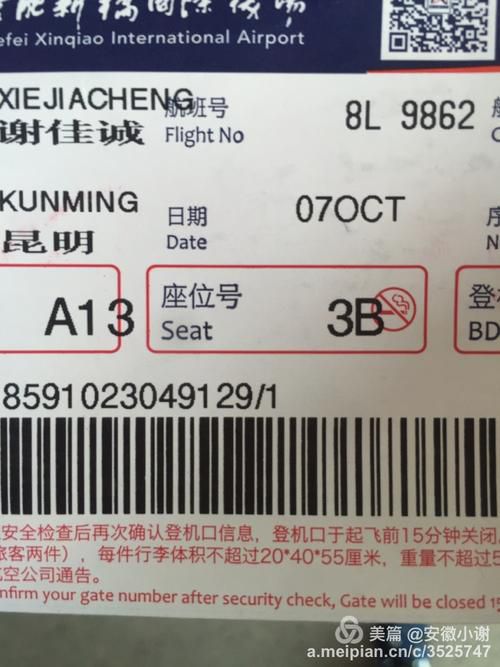 efei Xinqiao International Airport
XIEJIACHENG
谢佳诚
航班号
Flight No
8L 9862
KUNMING
昆明
日期
Date
07OCT
A13
座位号
Seat
3B
登
BD
8591023049129/1
安全检查后再次确认登机口信息，登机口于起飞前15分钟关闭
旅客两件），每件行李体积不超过20*40*55厘米，重量不超过5
空公司通告。
nfirm your gate number after security check, Gate will be closed 15
美篇 @安徽小谢
a.meipian.cn/c/3525747